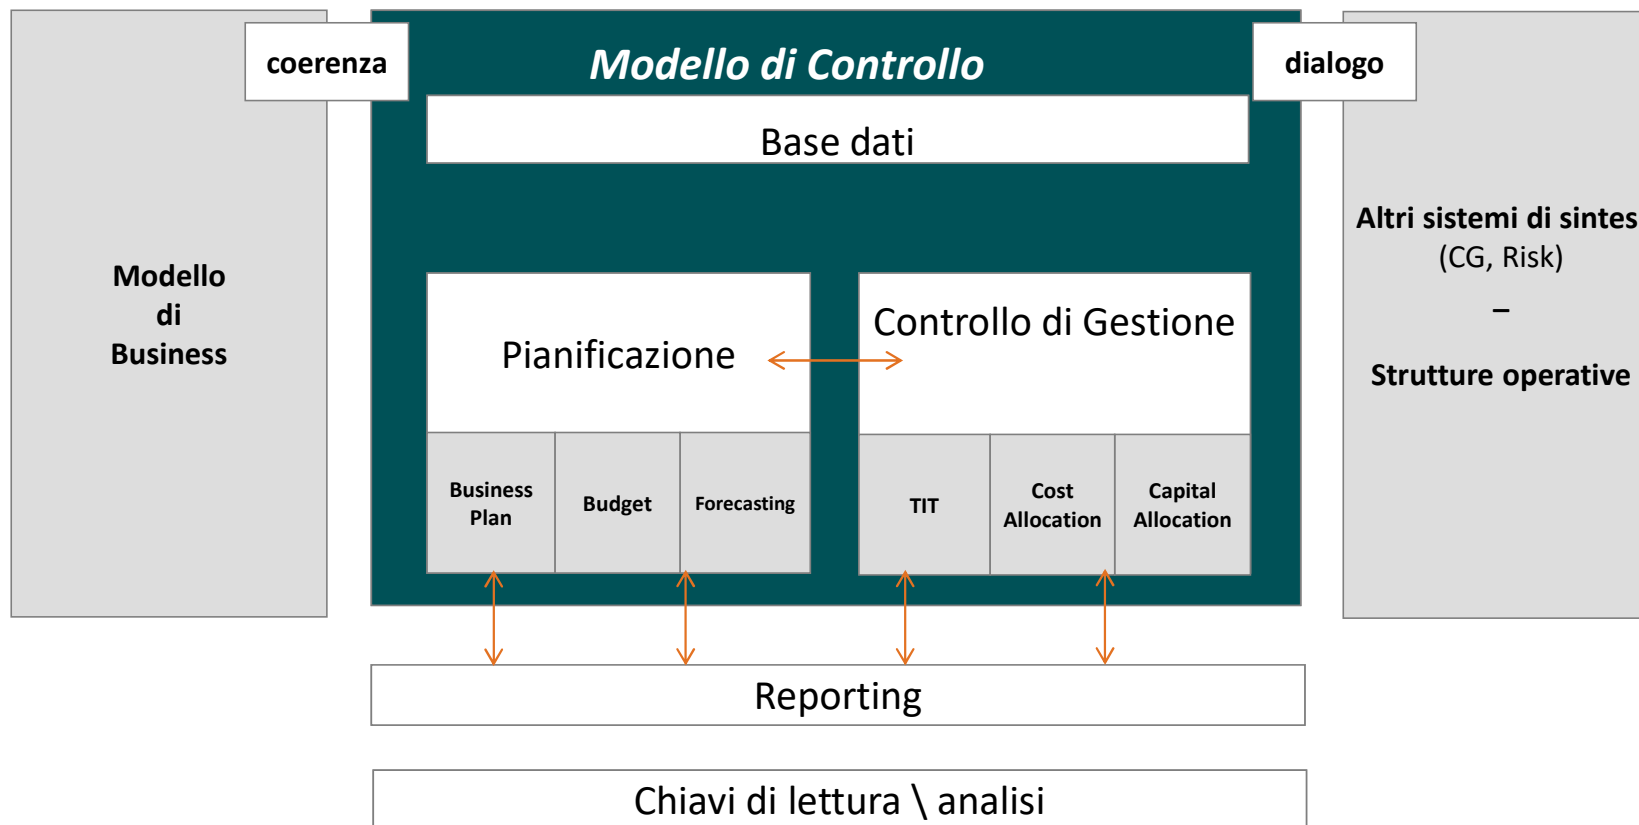 coerenza
Modello di Controllo
dialogo
Base dati
Modello
di
Business
Altri sistemi di sintes
(CG, Risk)
–
Strutture operative
Pianificazione
Controllo di Gestione
Business
Plan
Budget
Forecasting
TIT
Cost
Allocation
Capital
Allocation
Reporting
Chiavi di lettura \ analisi